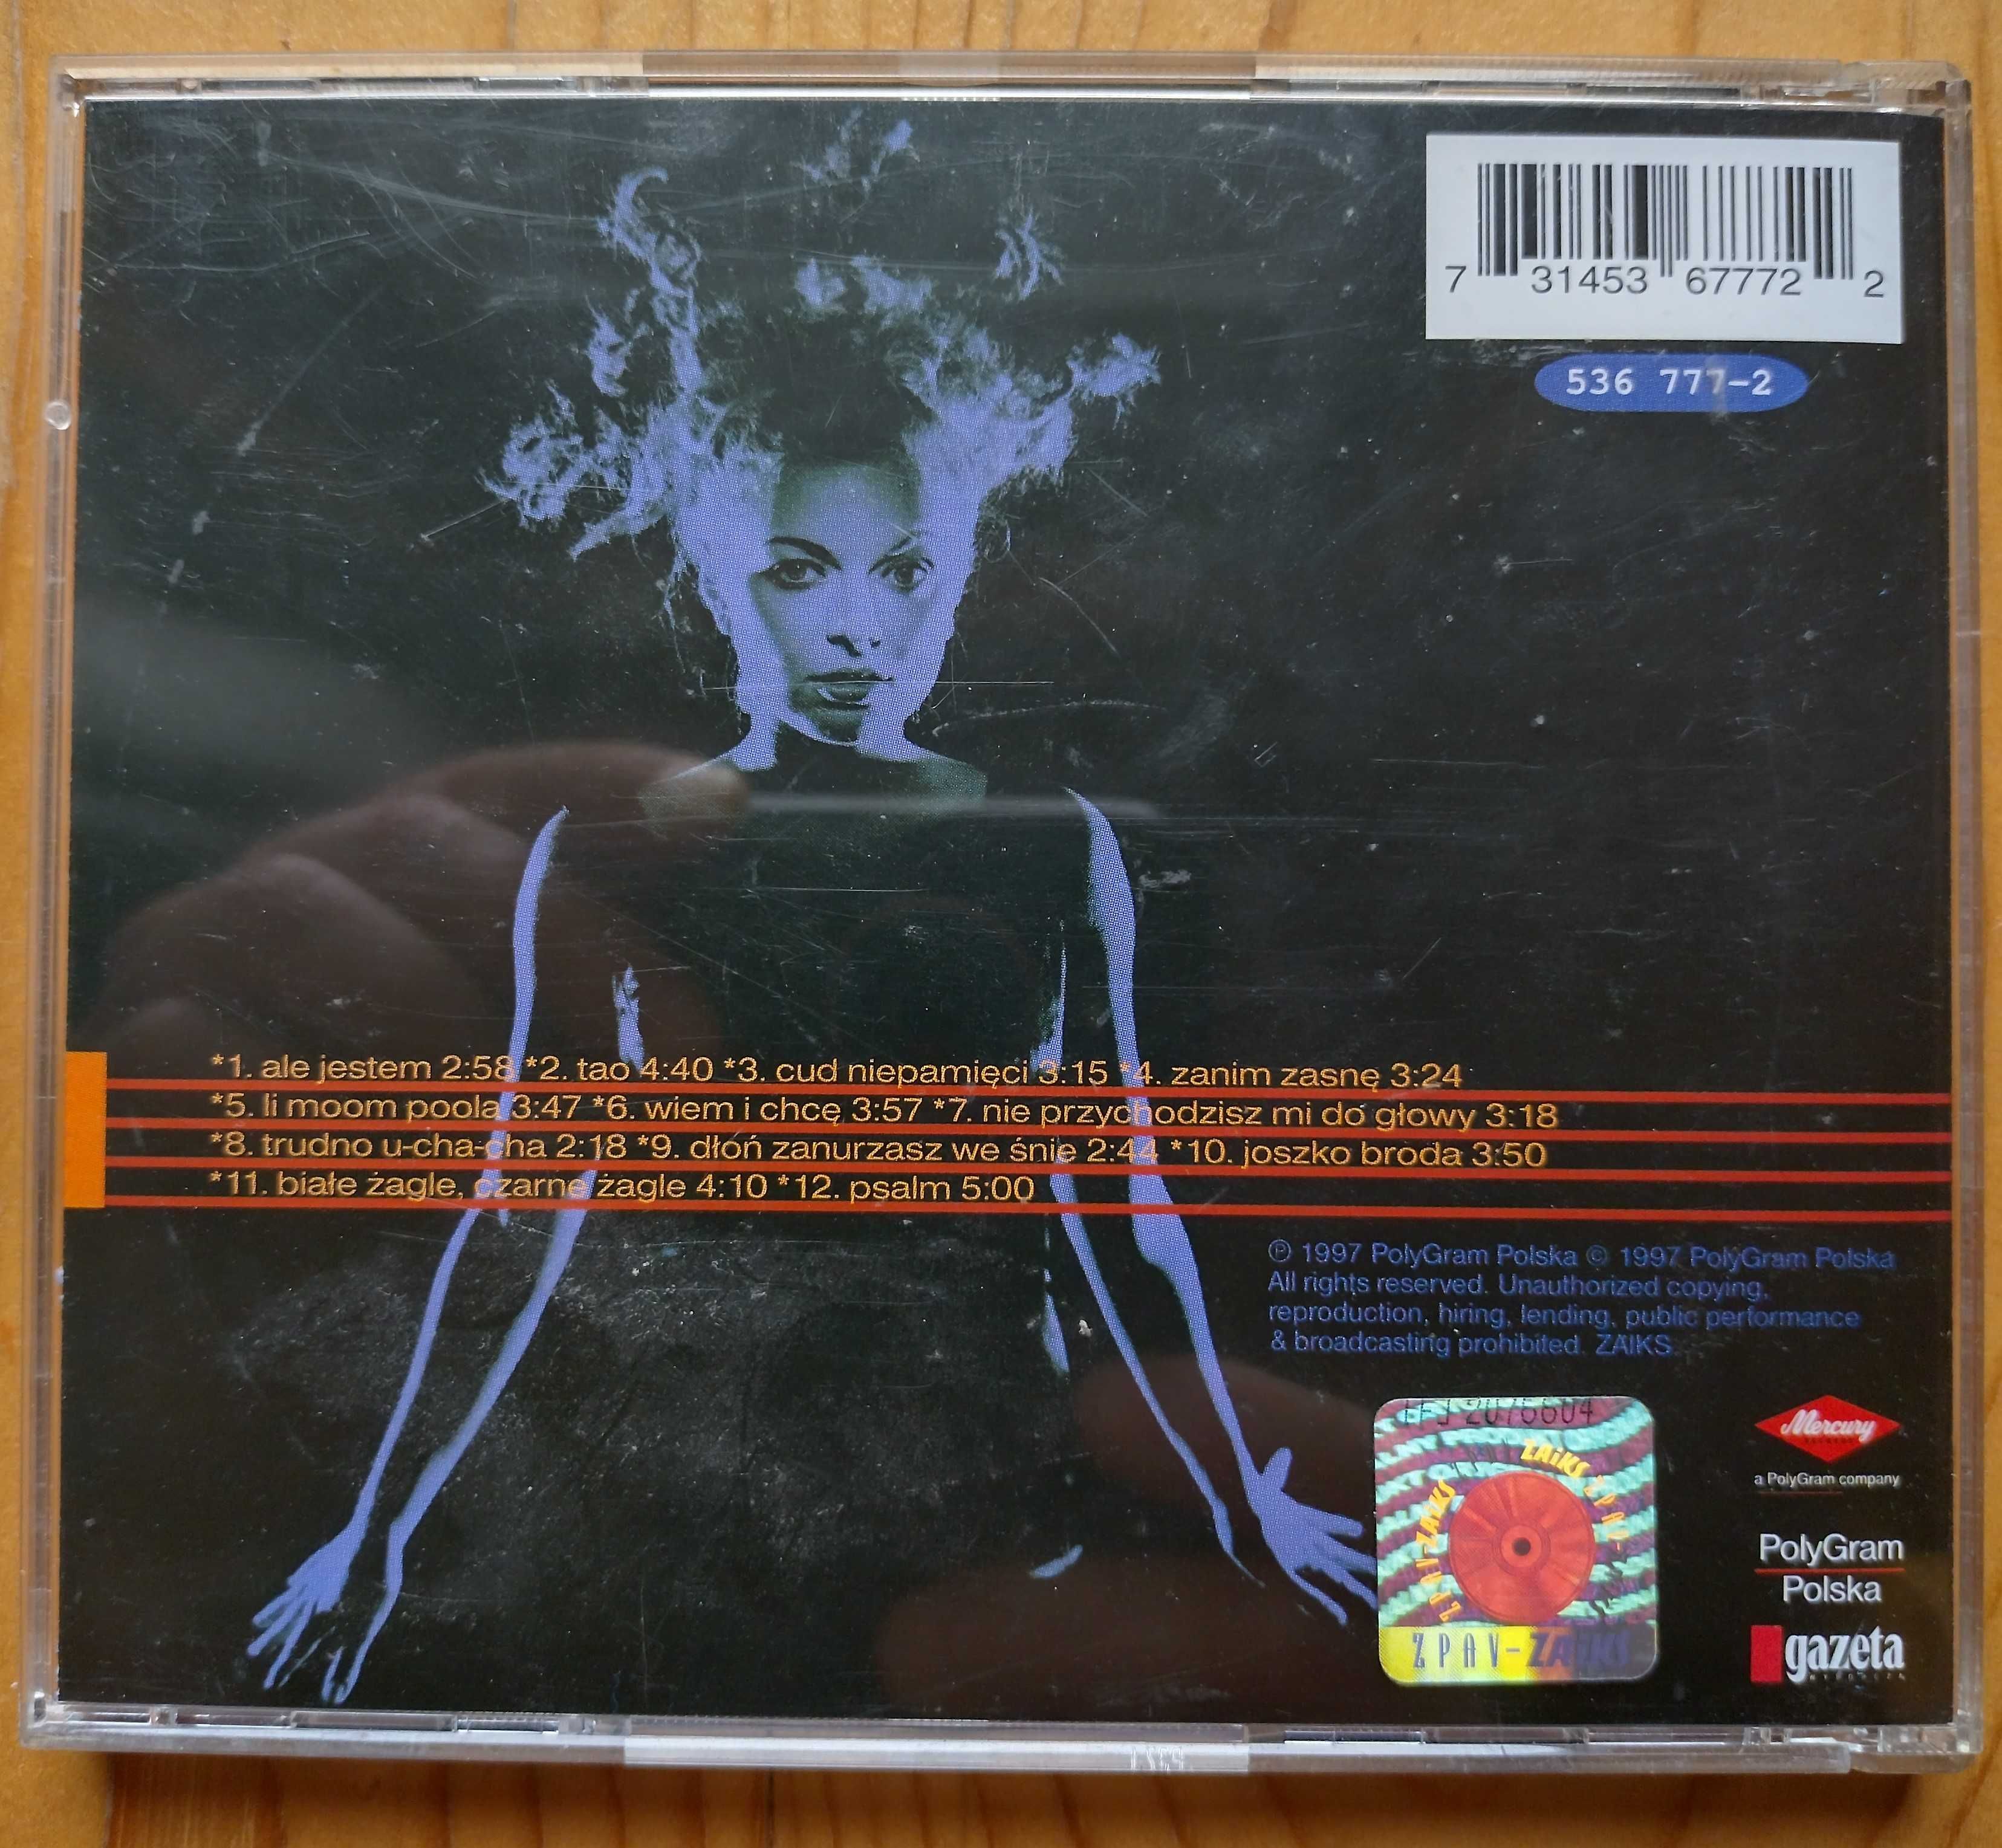 7 31453 67772 2
536 777-2
*1. ale jestem 2:58 *2. tao 4:40 *3. cud niepamięci 3:15 *4. zanim zasnę 3:24
*5. li moom poola 3:47 *6. wiem i chcę 3:57 *7. nie przychodzisz mi do głowy 3:18
*8. trudno u-cha-cha 2:18 *9. dłoń zanurzasz we śnie 2:44 *10. joszko broda 3:50
*11. białe żagle, czarne żagle 4:10 *12. psalm 5:00
℗ 1997 PolyGram Polska © 1997 PolyGram Polska
All rights reserved. Unauthorized copying,
reproduction, hiring, lending, public performance
& broadcasting prohibited. ZAIKS
2076604
ZAiKS ZPAV-
ZPAV-ZAiKS
ZPAV-ZAiKS
Mercury
a PolyGram company
PolyGram
Polska
gazeta